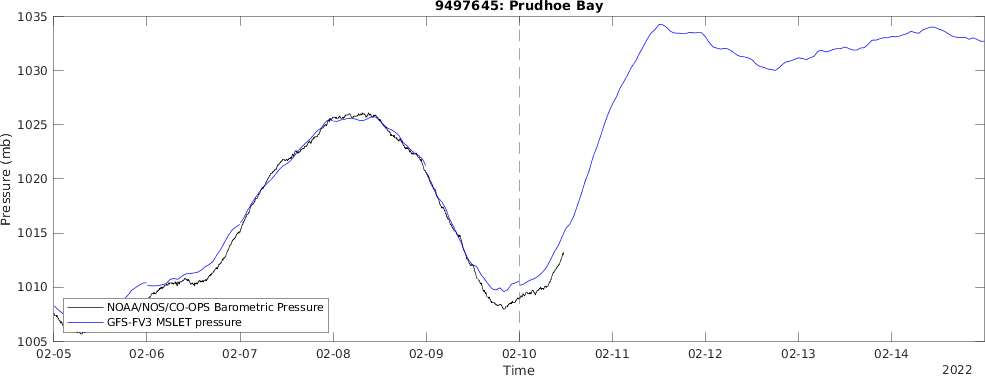 9497645: Prudhoe Bay
1035
1030
1025
1020
1015
1010
1005
Pressure (mb)
NOAA/NOS/CO-OPS Barometric Pressure
GFS-FV3 MSLET pressure
02-05 02-06 02-07 02-08 02-09 02-10 02-11 02-12 02-13 02-14
Time
2022